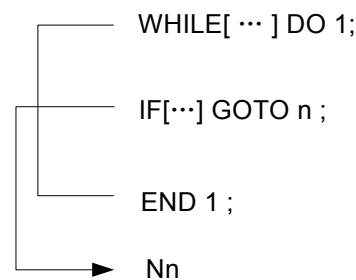 WHILE[ ··· ] DO 1;
IF[···] GOTO n ;
END 1 ;
Nn